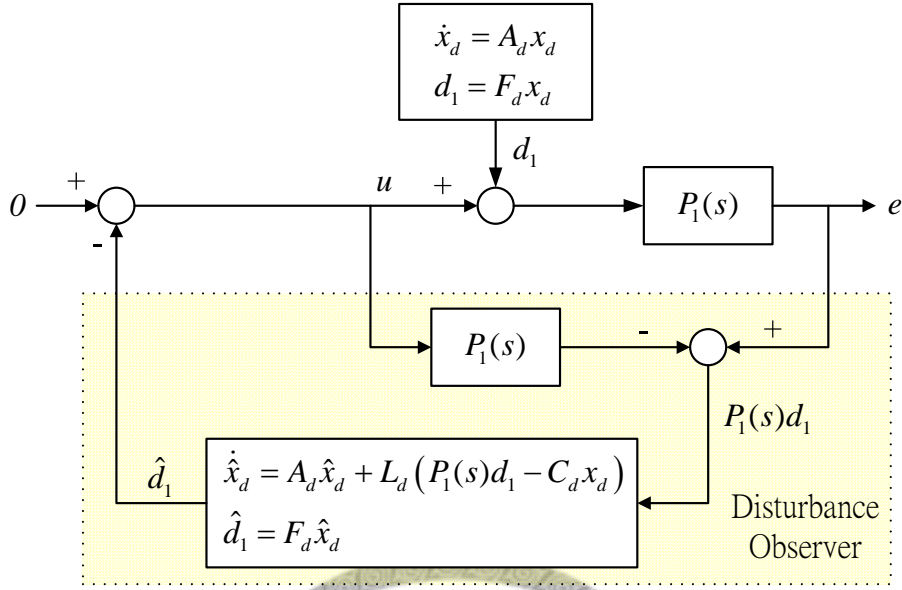 ẋ_d = A_d x_d
d_1 = F_d x_d
d_1
0
+
-
u
+
P_1(s)
e
P_1(s)
-
+
P_1(s)d_1
d̂_1
x̂̇_d = A_d x̂_d + L_d (P_1(s)d_1 − C_d x_d)
d̂_1 = F_d x̂_d
Disturbance
Observer